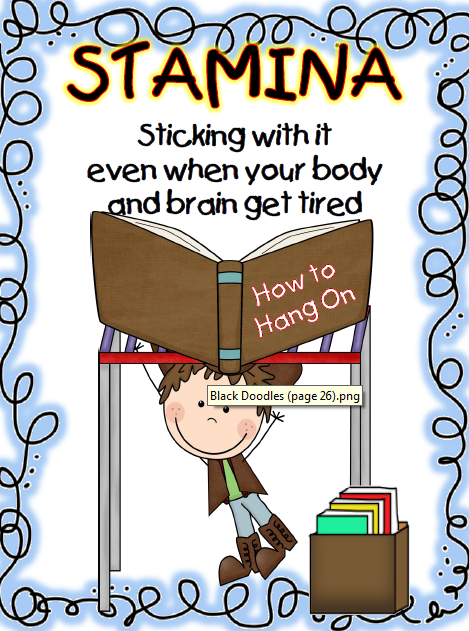 STAMINA
Sticking with it
even when your body
and brain get tired
How to
Hang On
Black Doodles (page 26).png